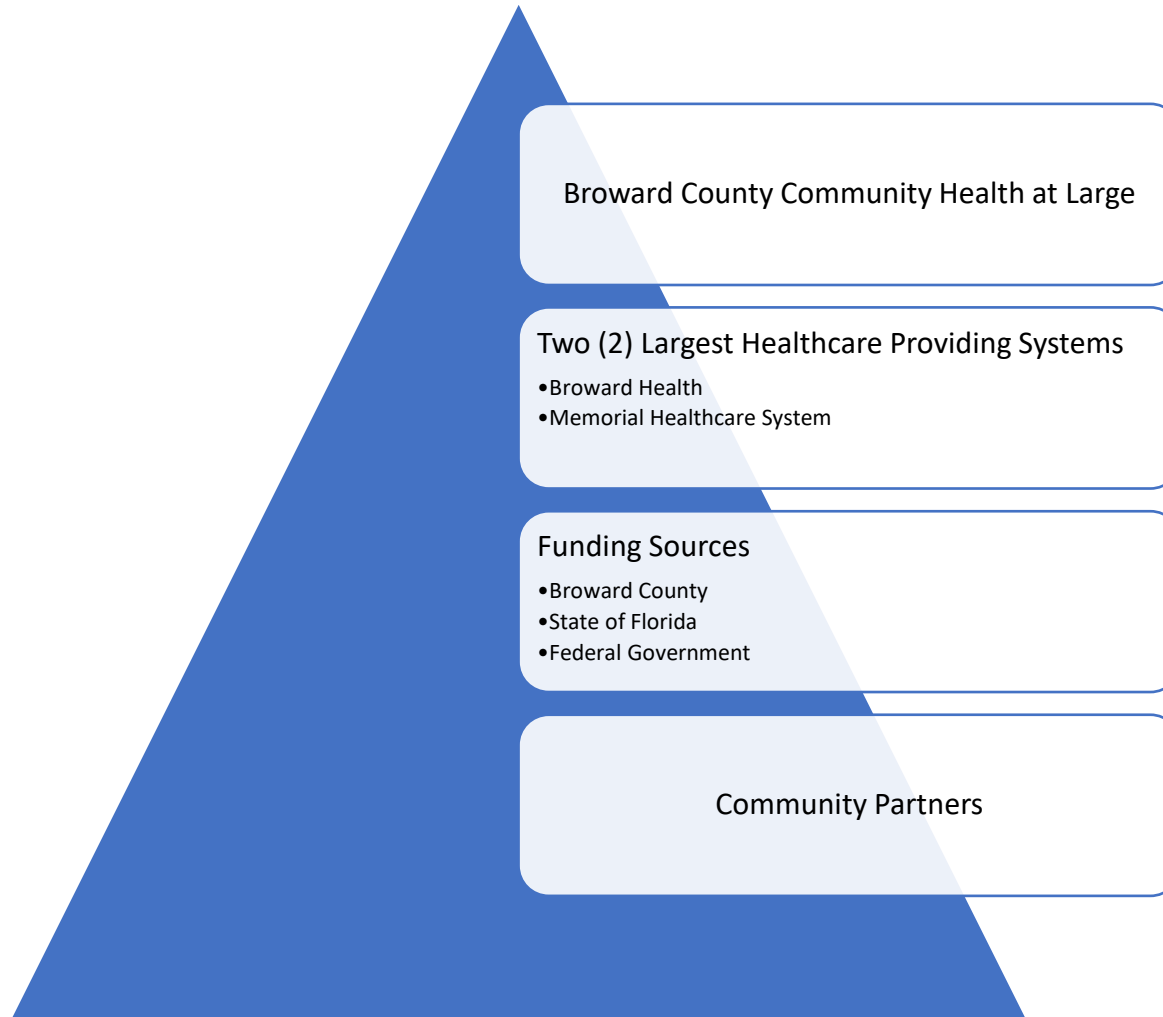 Broward County Community Health at Large
Two (2) Largest Healthcare Providing Systems
•Broward Health
•Memorial Healthcare System
Funding Sources
•Broward County
•State of Florida
•Federal Government
Community Partners